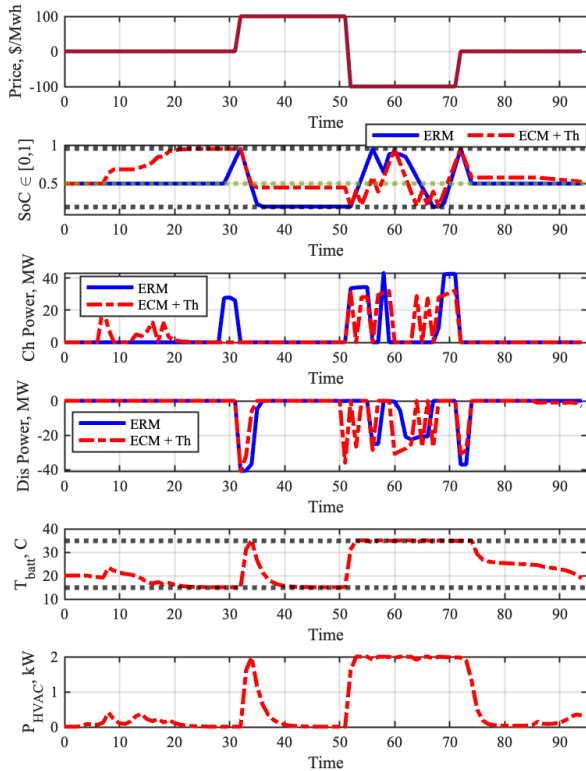 Price, $/Mwh
100
0
-100
0 10 20 30 40 50 60 70 80 90
Time
ERM ECM + Th
SoC ∈ [0,1]
1
0.5
0 10 20 30 40 50 60 70 80 90
Time
Ch Power, MW
60
40
20
0
ERM
ECM + Th
0 10 20 30 40 50 60 70 80 90
Time
Dis Power, MW
0
-20
-40
ERM
ECM + Th
0 10 20 30 40 50 60 70 80 90
Time
T_batt, C
40
30
20
10
0 10 20 30 40 50 60 70 80 90
Time
P_HVAC, kW
2
1
0
0 10 20 30 40 50 60 70 80 90
Time